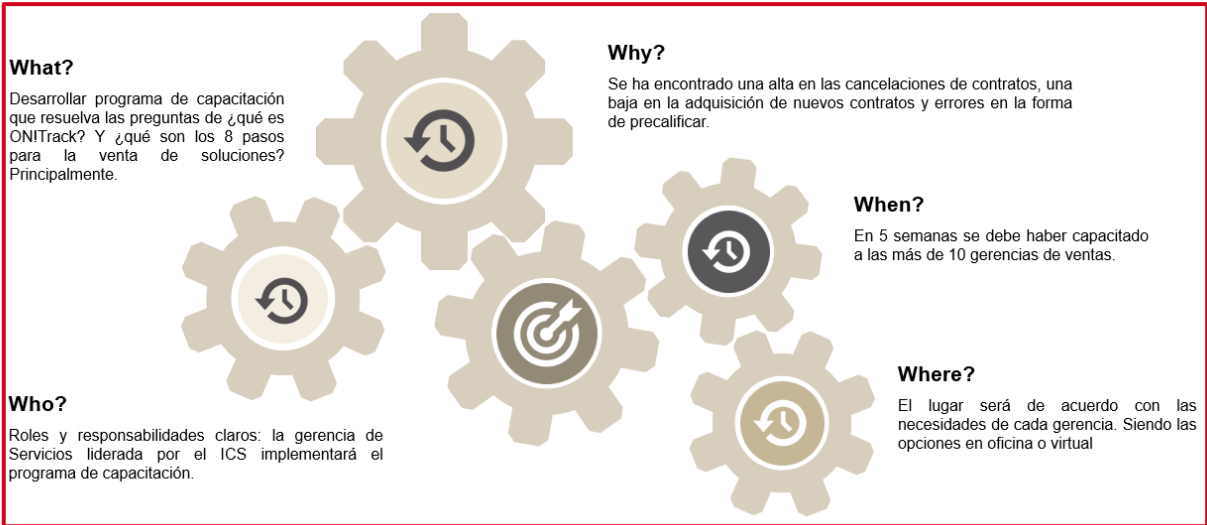 What?
Desarrollar programa de capacitación
que resuelva las preguntas de ¿qué es
ON!Track? Y ¿qué son los 8 pasos
para la venta de soluciones?
Principalmente.
Why?
Se ha encontrado una alta en las cancelaciones de contratos, una
baja en la adquisición de nuevos contratos y errores en la forma
de precalificar.
When?
En 5 semanas se debe haber capacitado
a las más de 10 gerencias de ventas.
Who?
Roles y responsabilidades claros: la gerencia de
Servicios liderada por el ICS implementará el
programa de capacitación.
Where?
El lugar será de acuerdo con las
necesidades de cada gerencia. Siendo las
opciones en oficina o virtual